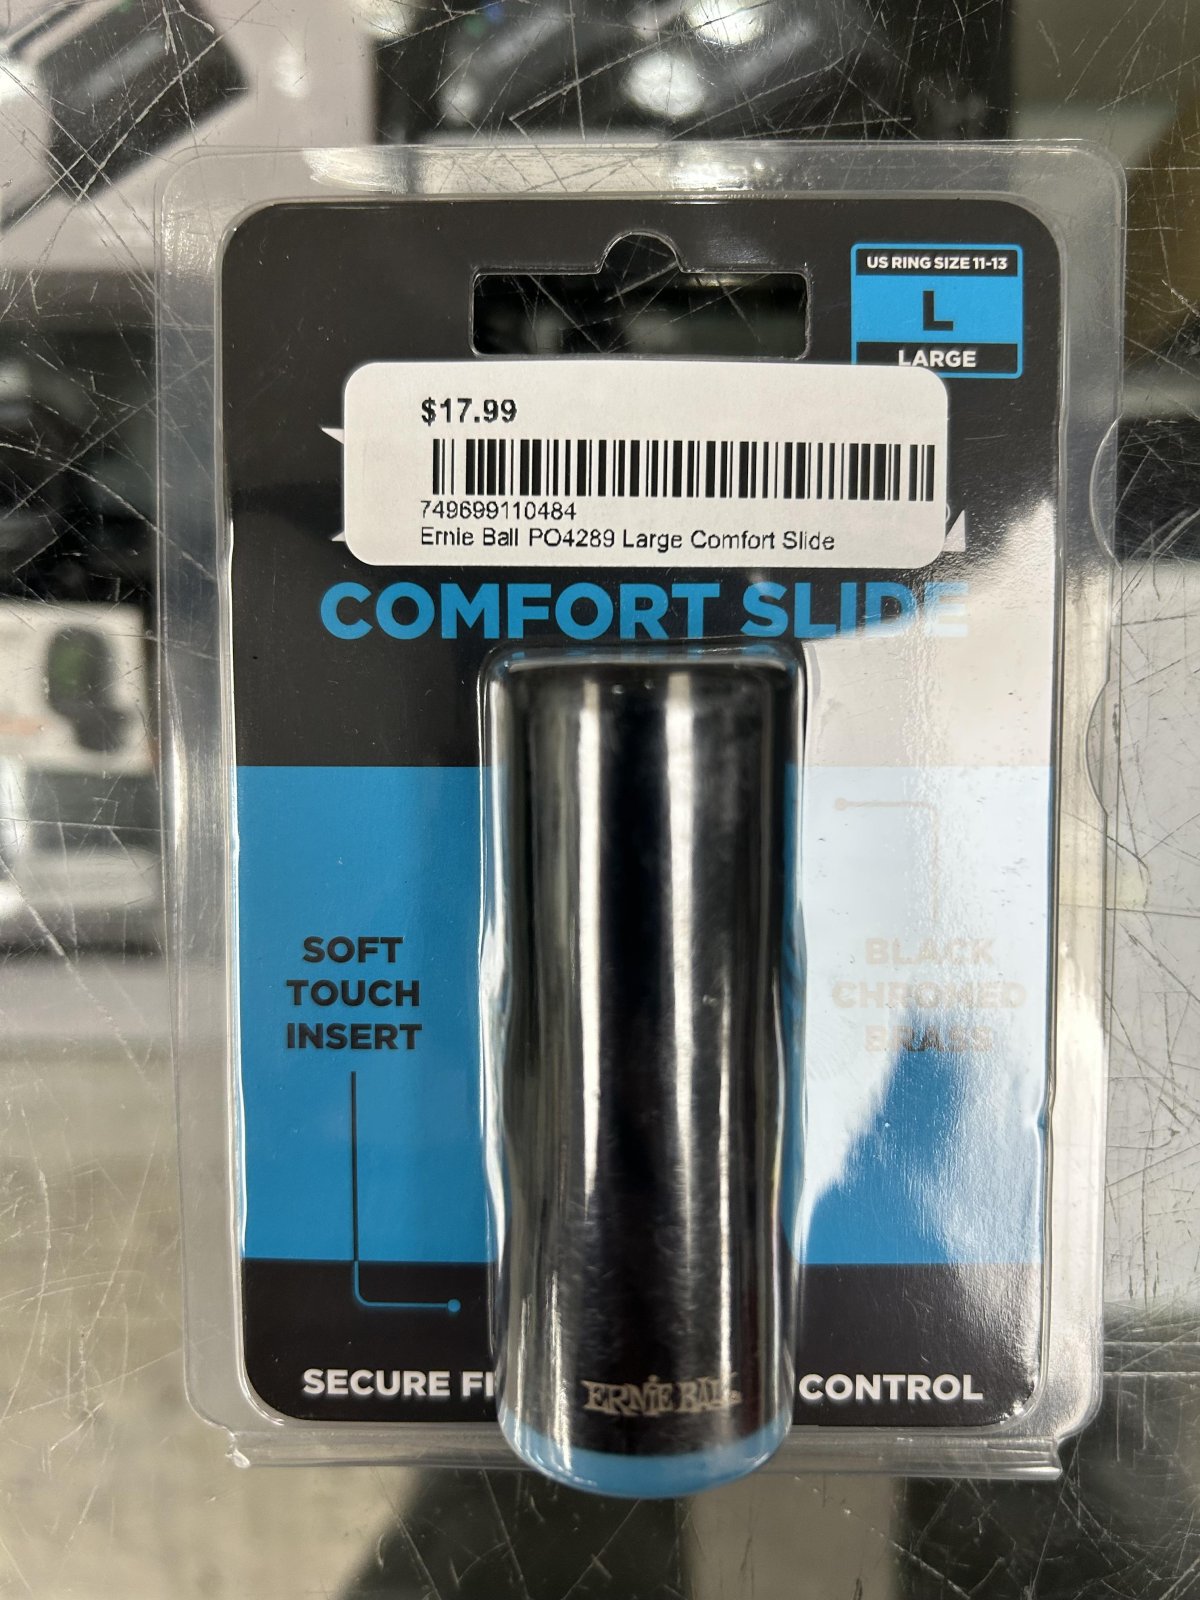 US RING SIZE 11-13
L
LARGE
$17.99
749699110484
Ernie Ball PO4289 Large Comfort Slide
COMFORT SLIDE
SOFT
TOUCH
INSERT
BLACK
CHROMED
BRASS
SECURE
CONTROL
ERNIE BALL